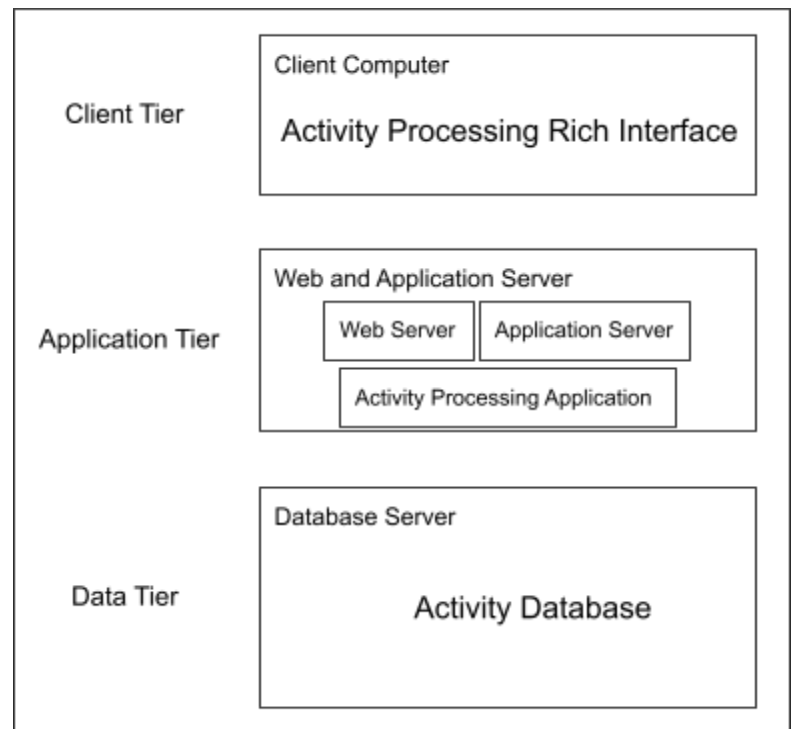 Client Tier
Client Computer
Activity Processing Rich Interface
Application Tier
Web and Application Server
Web Server
Application Server
Activity Processing Application
Data Tier
Database Server
Activity Database